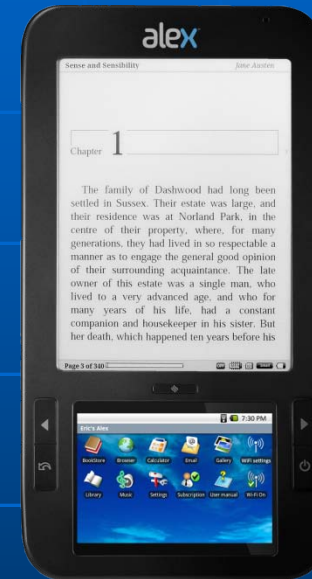 alex
Sense and Sensibility Jane Austen
Chapter 1
The family of Dashwood had long been
settled in Sussex. Their estate was large, and
their residence was at Norland Park, in the
centre of their property, where, for many
generations, they had lived in so respectable a
manner as to engage the general good opinion
of their surrounding acquaintance. The late
owner of this estate was a single man, who
lived to a very advanced age, and who for
many years of his life, had a constant
companion and housekeeper in his sister. But
her death, which happened ten years before his
Page 3 of 340
7:30 PM
Eric's Alex
BookStore Browser Calculator Email Gallery WiFi settings
Library Music Settings Subscription User manual Wi-Fi On